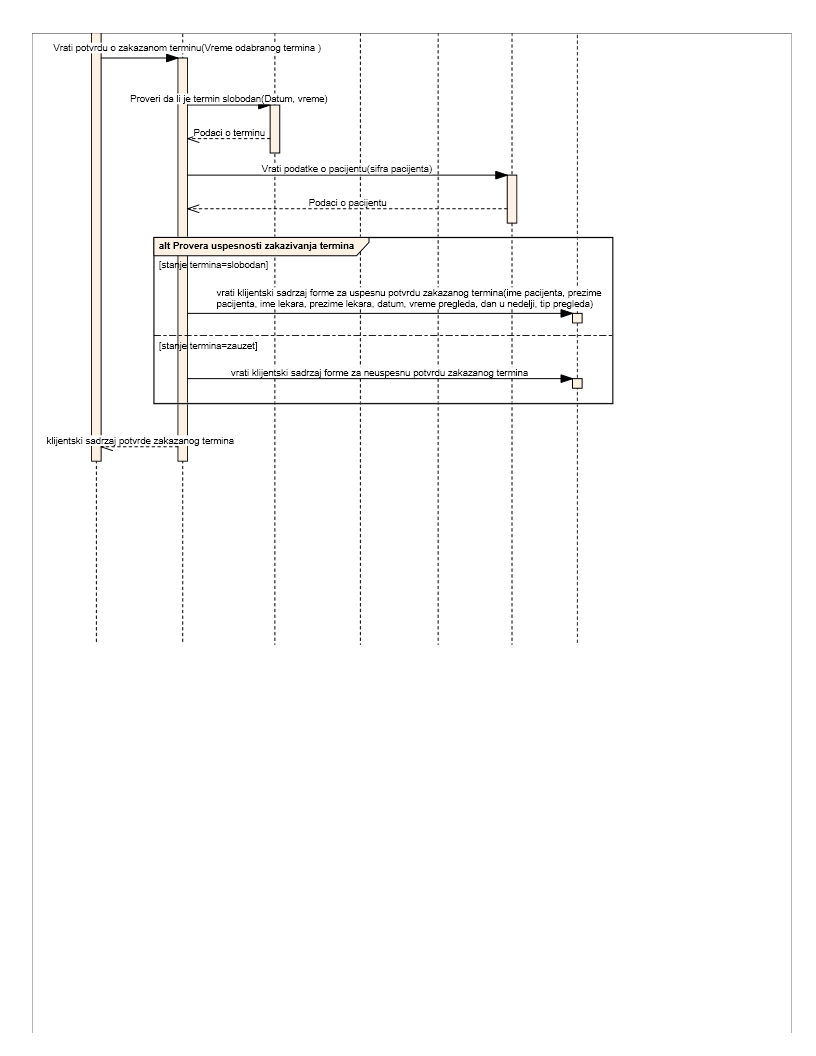 Vrati potvrdu o zakazanom terminu(Vreme odabranog termina )
Proveri da li je termin slobodan(Datum, vreme)
Podaci o terminu
Vrati podatke o pacijentu(sifra pacijenta)
Podaci o pacijentu
alt Provera uspesnosti zakazivanja termina
[stanje termina=slobodan]
vrati klijentski sadrzaj forme za uspesnu potvrdu zakazanog termina(ime pacijenta, prezime
pacijenta, ime lekara, prezime lekara, datum, vreme pregleda, dan u nedelji, tip pregleda)
[stanje termina=zauzet]
vrati klijentski sadrzaj forme za neuspesnu potvrdu zakazanog termina
klijentski sadrzaj potvrde zakazanog termina